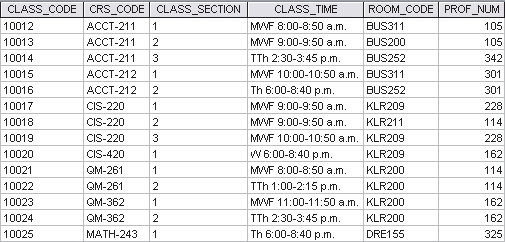 CLASS_CODE CRS_CODE CLASS_SECTION CLASS_TIME ROOM_CODE PROF_NUM
10012 ACCT-211 1 MWF 8:00-8:50 a.m. BUS311 105
10013 ACCT-211 2 MWF 9:00-9:50 a.m. BUS200 105
10014 ACCT-211 3 TTh 2:30-3:45 p.m. BUS252 342
10015 ACCT-212 1 MWF 10:00-10:50 a.m. BUS311 301
10016 ACCT-212 2 Th 6:00-8:40 p.m. BUS252 301
10017 CIS-220 1 MWF 9:00-9:50 a.m. KLR209 228
10018 CIS-220 2 MWF 9:00-9:50 a.m. KLR211 114
10019 CIS-220 3 MWF 10:00-10:50 a.m. KLR209 228
10020 CIS-420 1 W 6:00-8:40 p.m. KLR209 162
10021 QM-261 1 MWF 8:00-8:50 a.m. KLR200 114
10022 QM-261 2 TTh 1:00-2:15 p.m. KLR200 114
10023 QM-362 1 MWF 11:00-11:50 a.m. KLR200 162
10024 QM-362 2 TTh 2:30-3:45 p.m. KLR200 162
10025 MATH-243 1 Th 6:00-8:40 p.m. DRE155 325